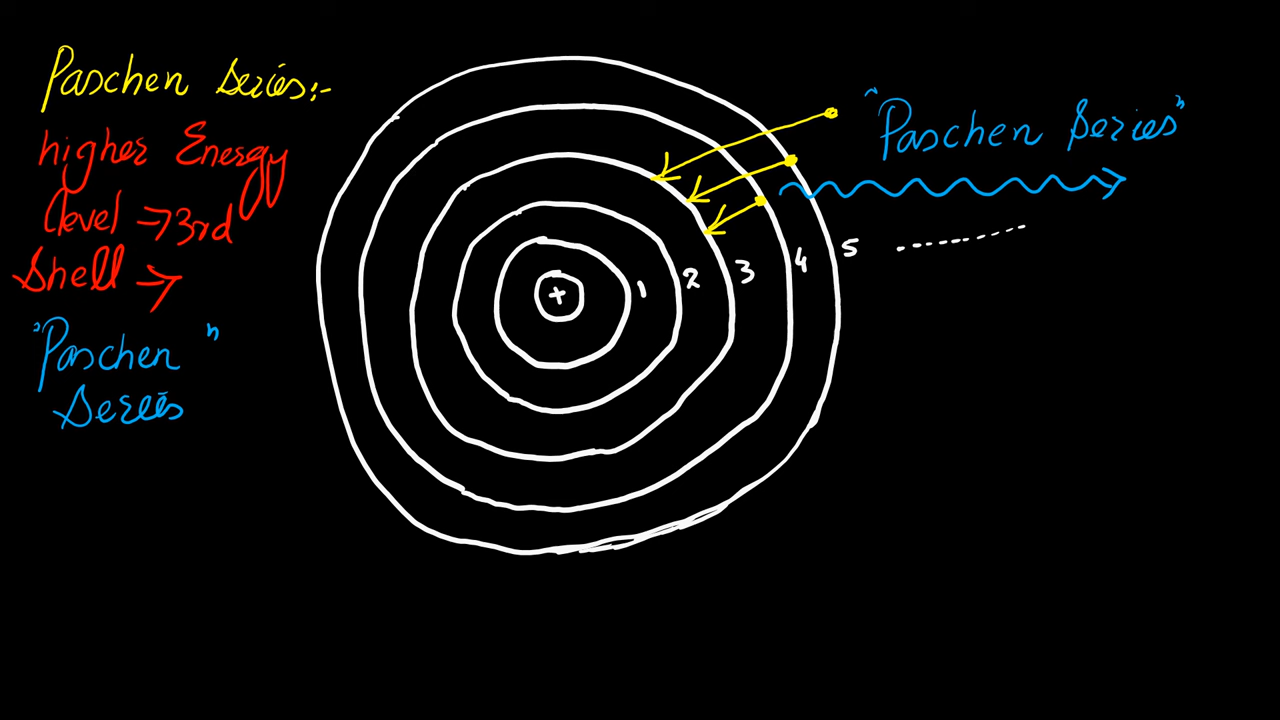 Paschen Series:-
higher Energy
level → 3rd
Shell →
"Paschen"
Series
"Paschen Series"
+ 1 2 3 4 5 ........